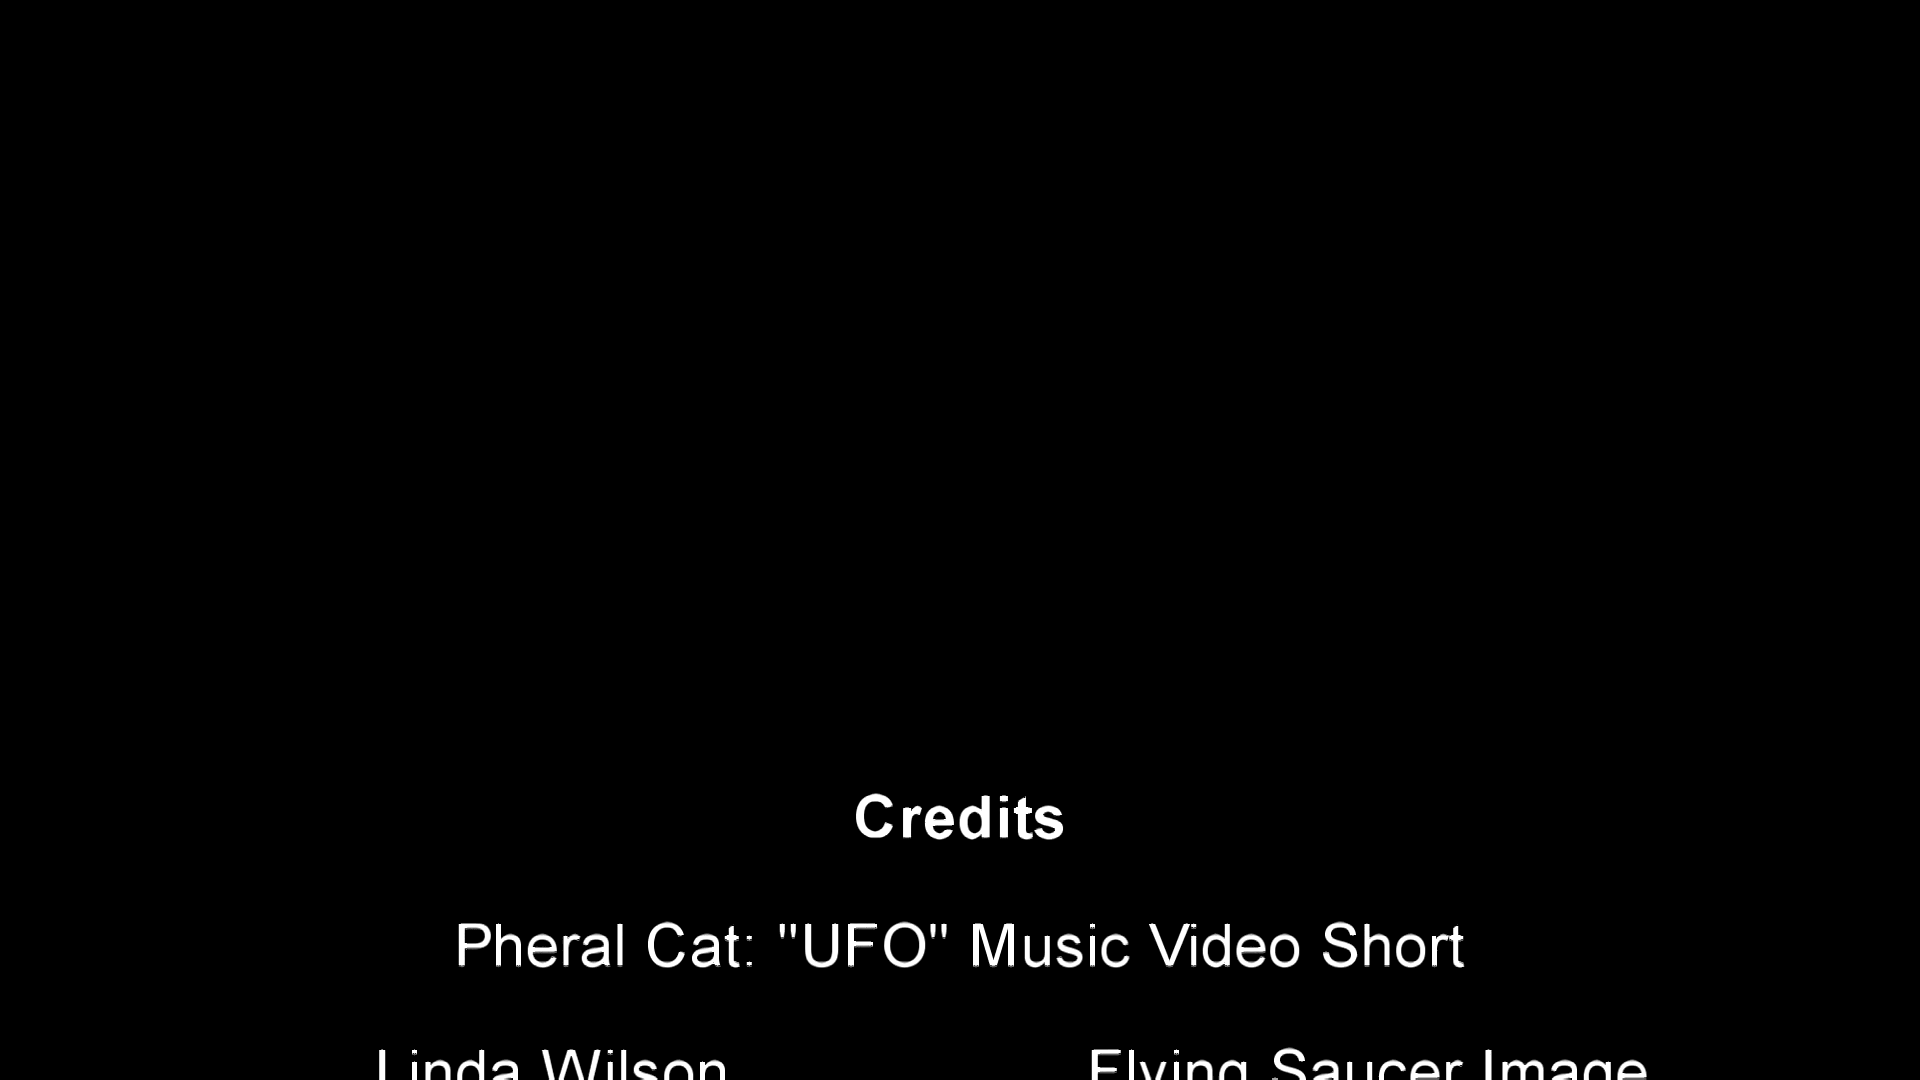 Credits
Pheral Cat: "UFO" Music Video Short
Linda Wilson Flying Saucer Image